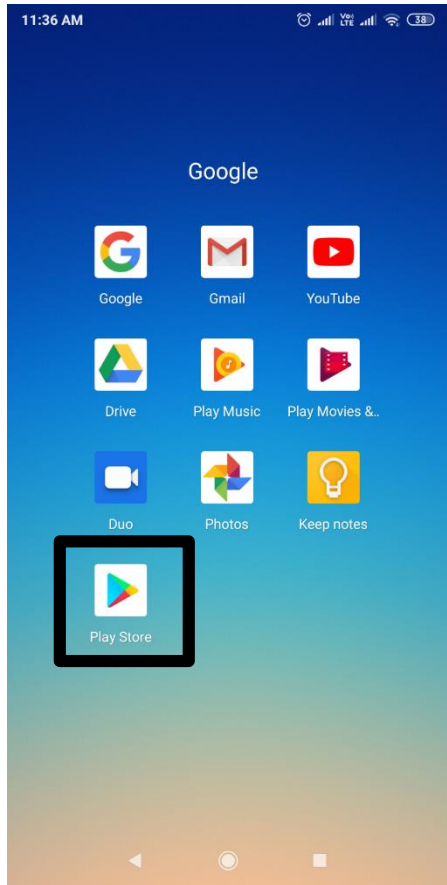 11:36 AM Vo) LTE 38
Google
Google Gmail YouTube
Drive Play Music Play Movies &..
Duo Photos Keep notes
Play Store